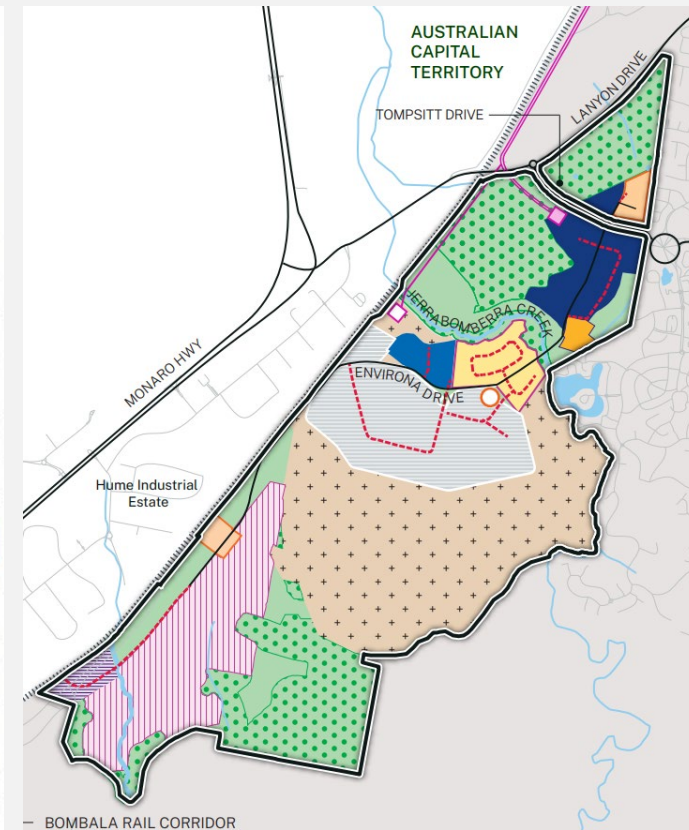 AUSTRALIAN
CAPITAL
TERRITORY
LANYON DRIVE
TOMPSITT DRIVE
JERRABOMBERRA CREEK
ENVIRONA DRIVE
MONARO HWY
Hume Industrial
Estate
BOMBALA RAIL CORRIDOR